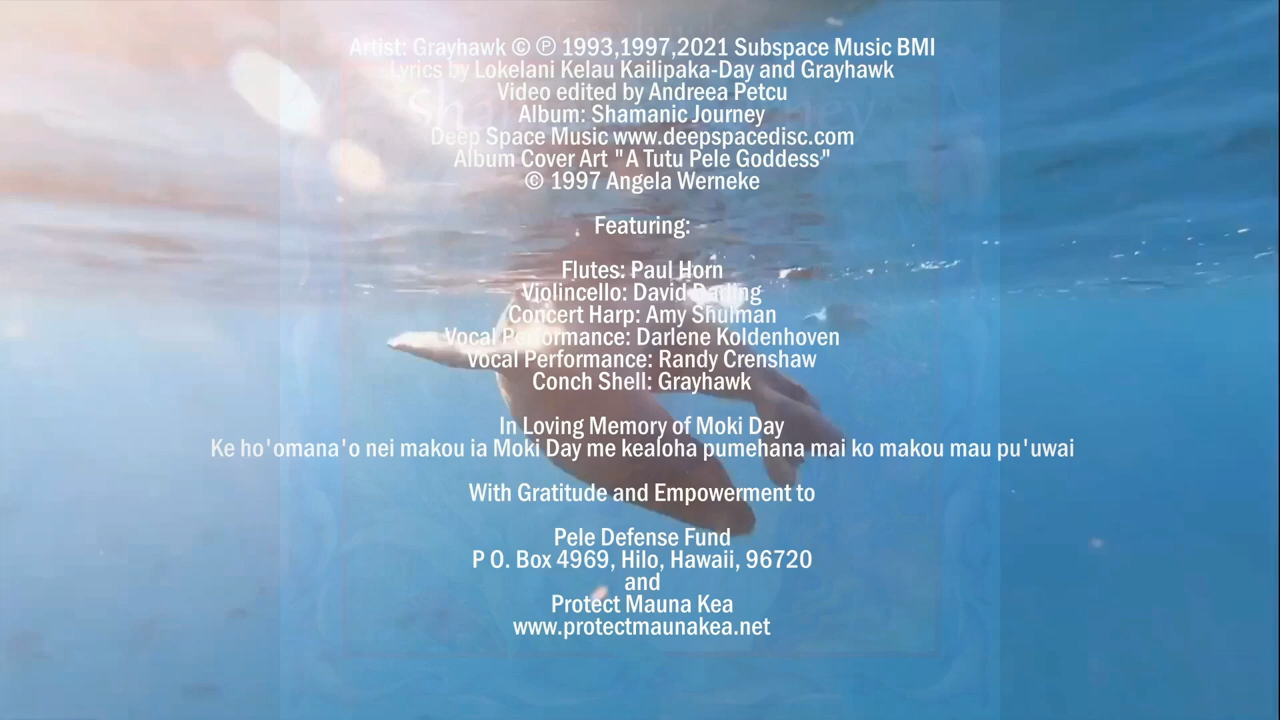 Artist: Grayhawk © ℗ 1993,1997,2021 Subspace Music BMI
Lyrics by Lokelani Kelau Kailipaka-Day and Grayhawk
Video edited by Andreea Petcu
Album: Shamanic Journey
Deep Space Music www.deepspacedisc.com
Album Cover Art "A Tutu Pele Goddess"
© 1997 Angela Werneke
Featuring:
Flutes: Paul Horn
Violincello: David Darling
Concert Harp: Amy Shulman
Vocal Performance: Darlene Koldenhoven
Vocal Performance: Randy Crenshaw
Conch Shell: Grayhawk
In Loving Memory of Moki Day
Ke ho'omana'o nei makou ia Moki Day me kealoha pumehana mai ko makou mau pu'uwai
With Gratitude and Empowerment to
Pele Defense Fund
P O. Box 4969, Hilo, Hawaii, 96720
and
Protect Mauna Kea
www.protectmaunakea.net